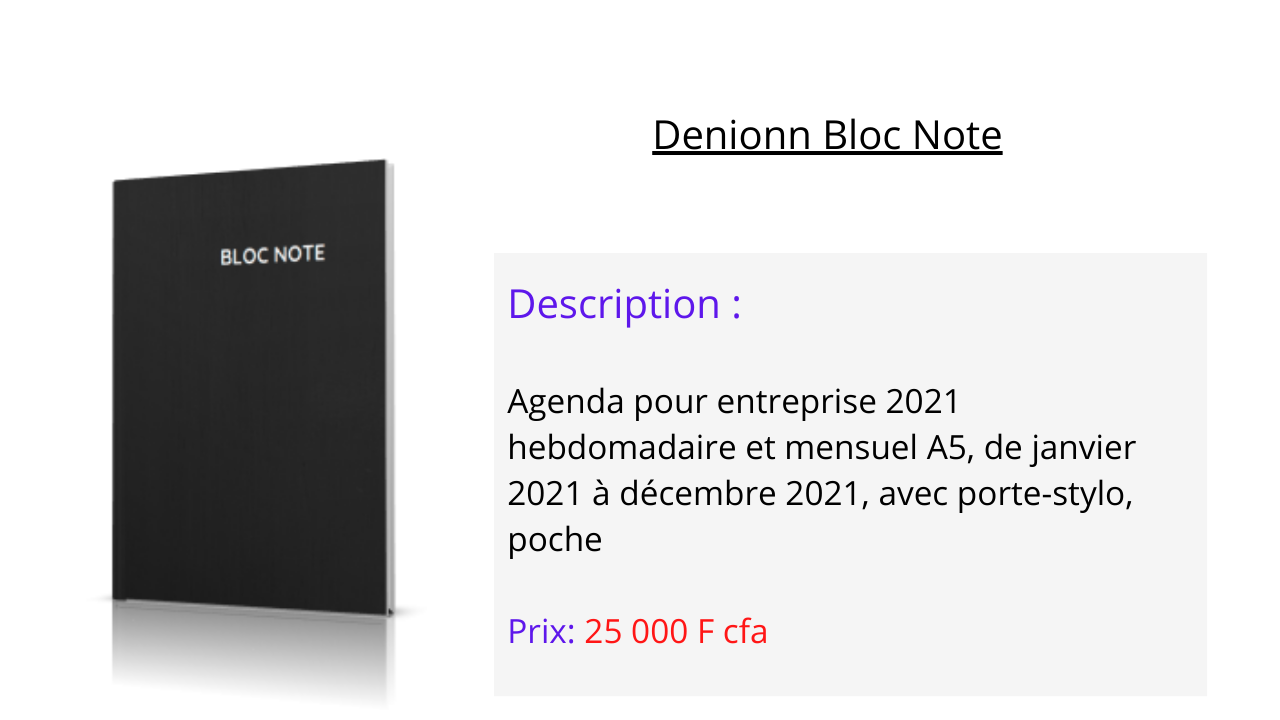 Denionn Bloc Note
BLOC NOTE
Description :
Agenda pour entreprise 2021
hebdomadaire et mensuel A5, de janvier
2021 à décembre 2021, avec porte-stylo,
poche
Prix: 25 000 F cfa